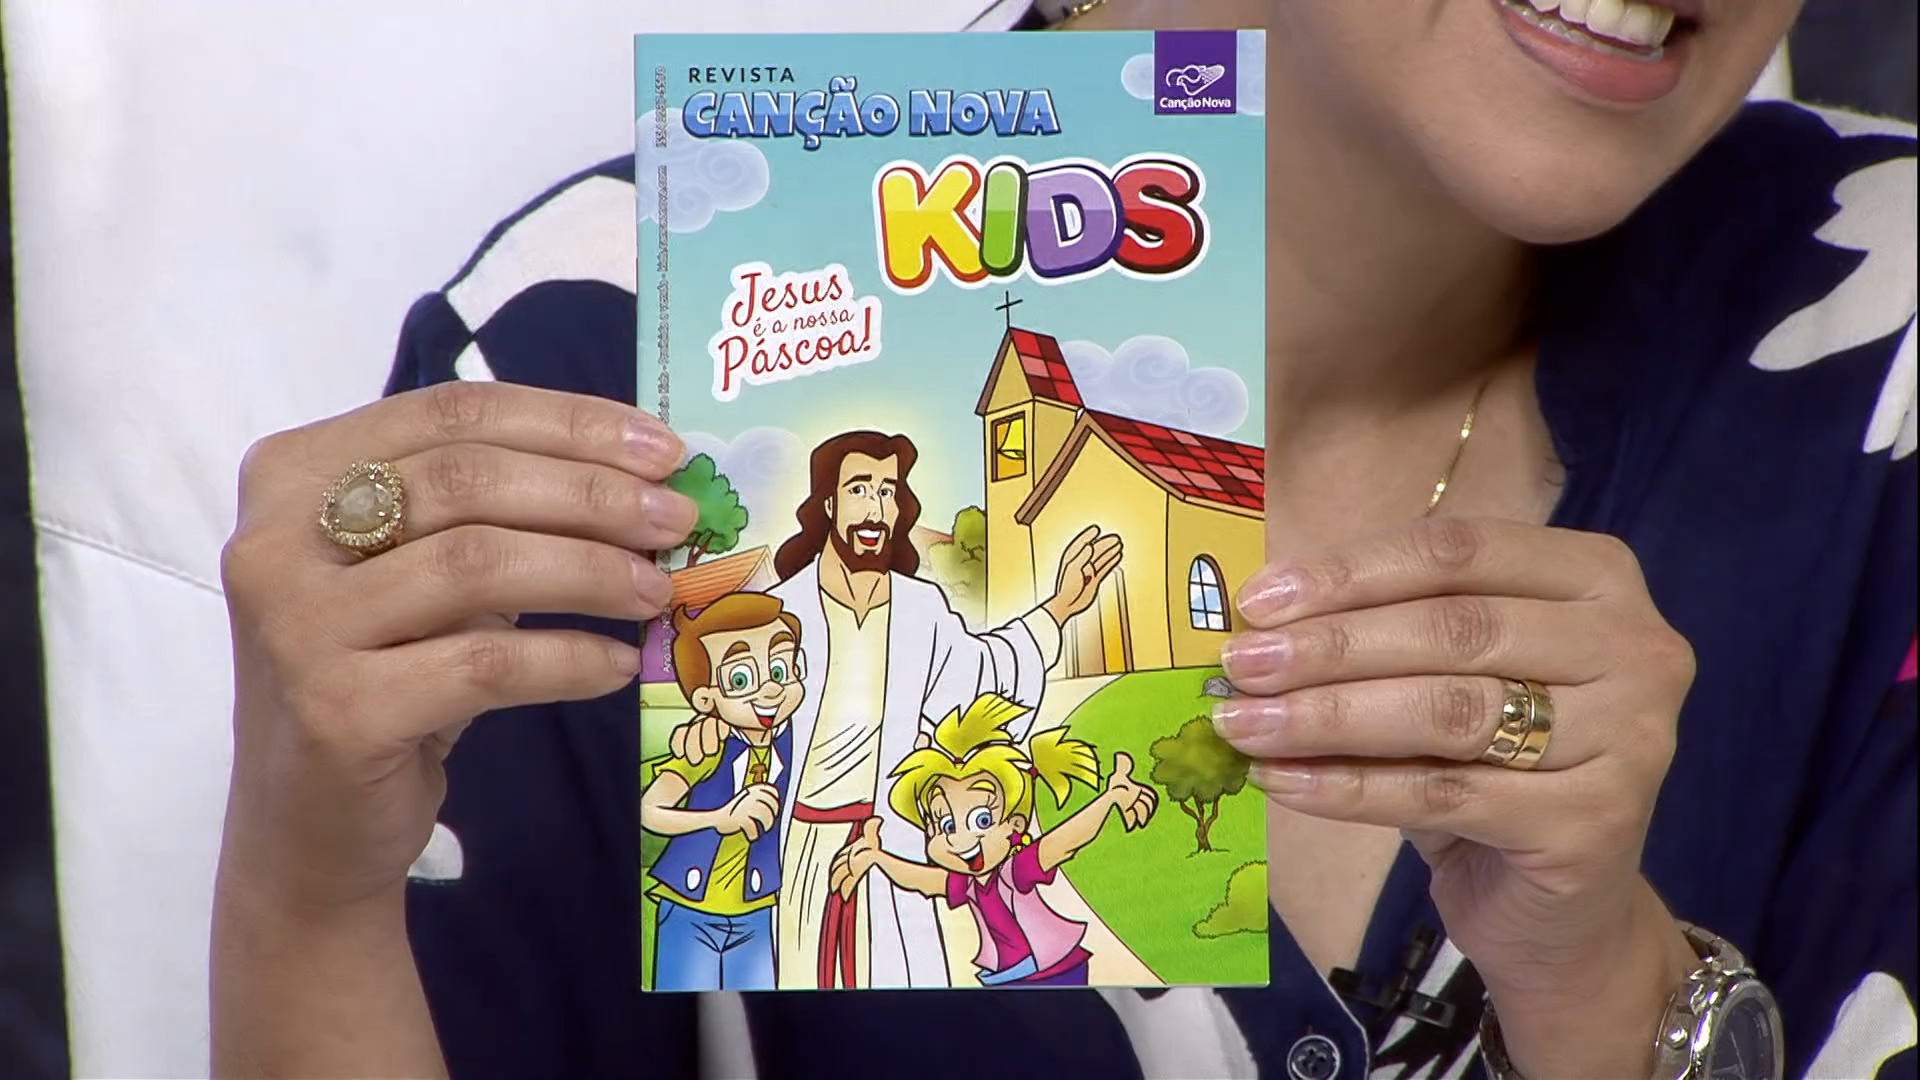 REVISTA
CANÇÃO NOVA
KIDS
Canção Nova
Jesus
é a nossa
Páscoa!